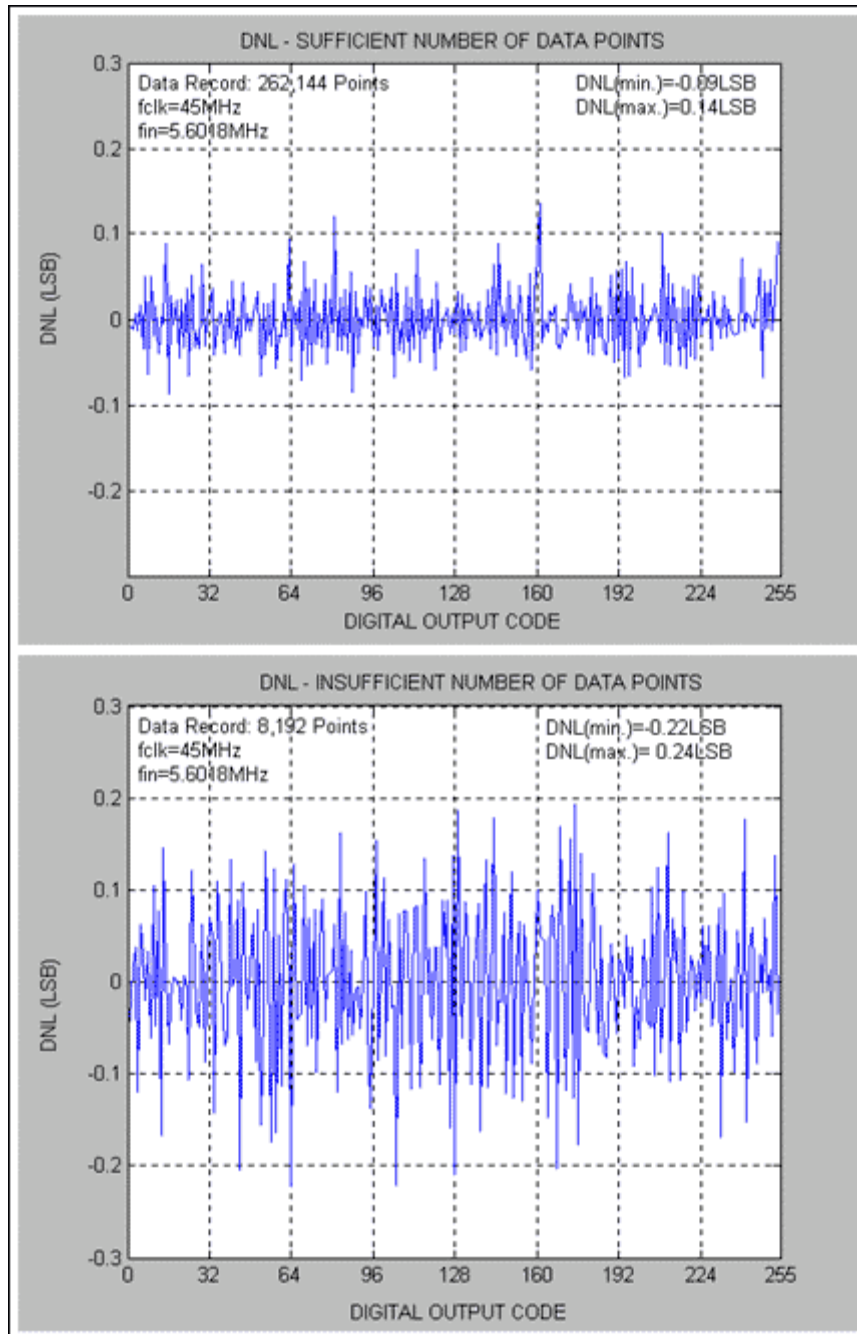 DNL - SUFFICIENT NUMBER OF DATA POINTS
Data Record: 262,144 Points
fclk=45MHz
fin=5.6018MHz
DNL(min.)=-0.09LSB
DNL(max.)=0.14LSB
DNL (LSB)
0.3
0.2
0.1
0
-0.1
-0.2
0 32 64 96 128 160 192 224 255
DIGITAL OUTPUT CODE
DNL - INSUFFICIENT NUMBER OF DATA POINTS
Data Record: 8,192 Points
fclk=45MHz
fin=5.6018MHz
DNL(min.)=-0.22LSB
DNL(max.)= 0.24LSB
DNL (LSB)
0.3
0.2
0.1
0
-0.1
-0.2
-0.3
0 32 64 96 128 160 192 224 255
DIGITAL OUTPUT CODE